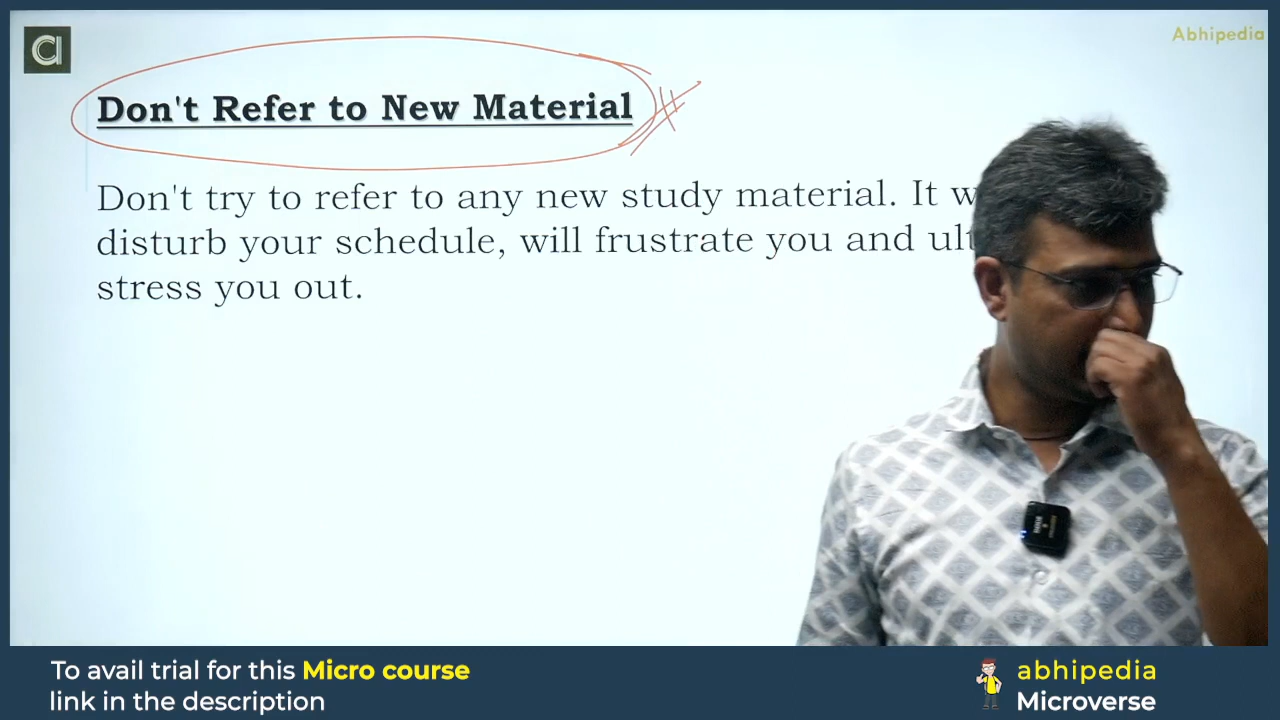 Abhipedia
Don't Refer to New Material
Don't try to refer to any new study material. It
disturb your schedule, will frustrate you and
stress you out.
To avail trial for this Micro course
link in the description
abhipedia
Microverse